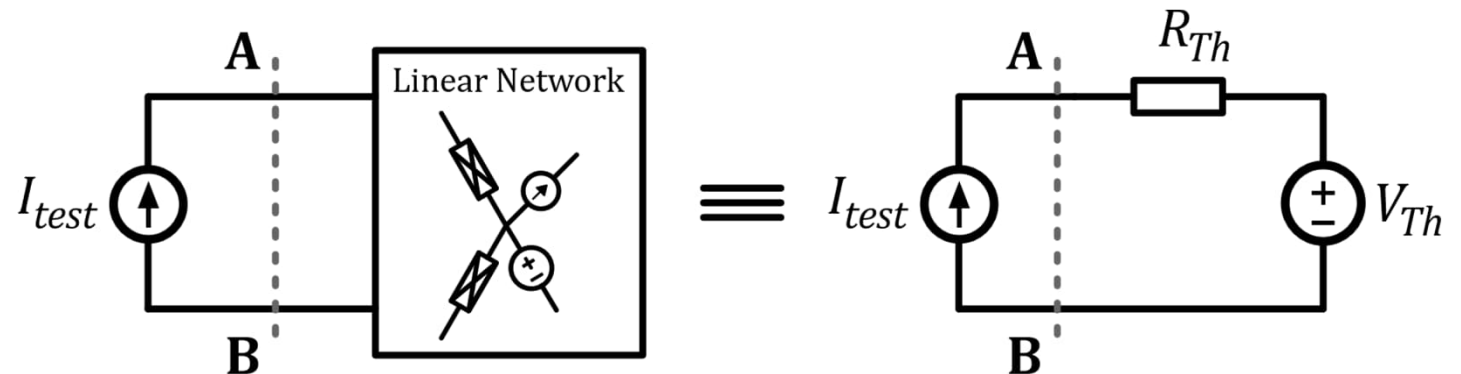 A
Linear Network
I_test
B
≡
A
R_Th
I_test
+
−
V_Th
B